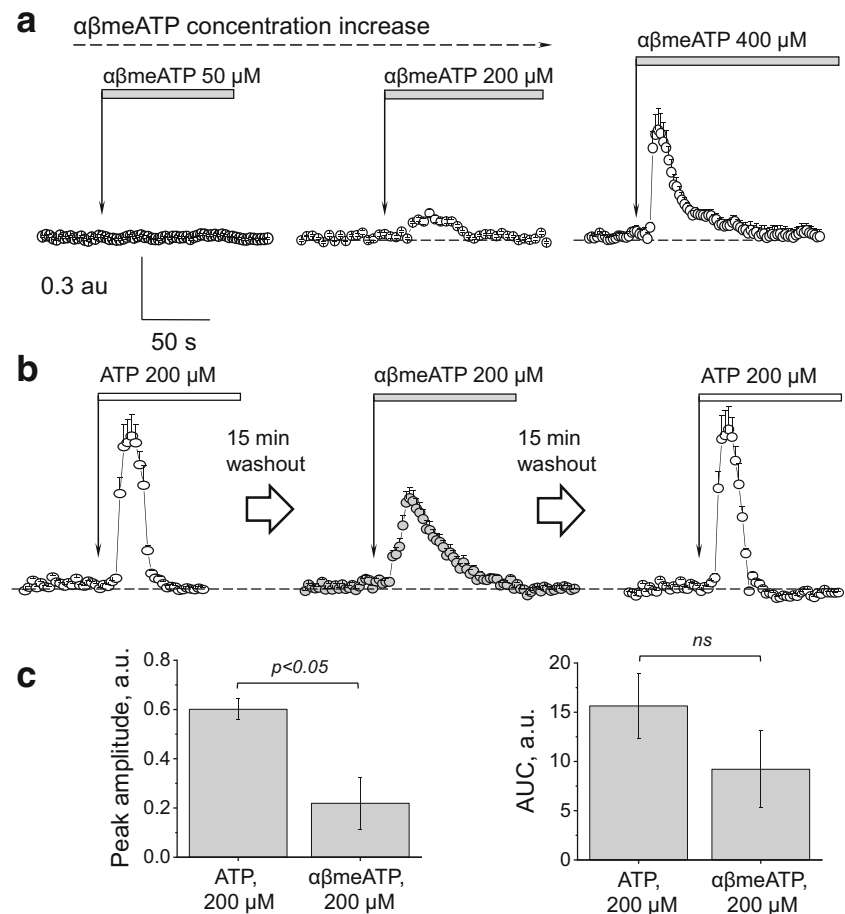 a
αβmeATP concentration increase
αβmeATP 50 μM
αβmeATP 200 μM
αβmeATP 400 μM
0.3 au
50 s
b
ATP 200 μM
αβmeATP 200 μM
ATP 200 μM
15 min
washout
15 min
washout
c
Peak amplitude, a.u.
0.8
0.6
0.4
0.2
0.0
p<0.05
ATP,
200 μM
αβmeATP,
200 μM
AUC, a.u.
20
15
10
5
0
ns
ATP,
200 μM
αβmeATP,
200 μM